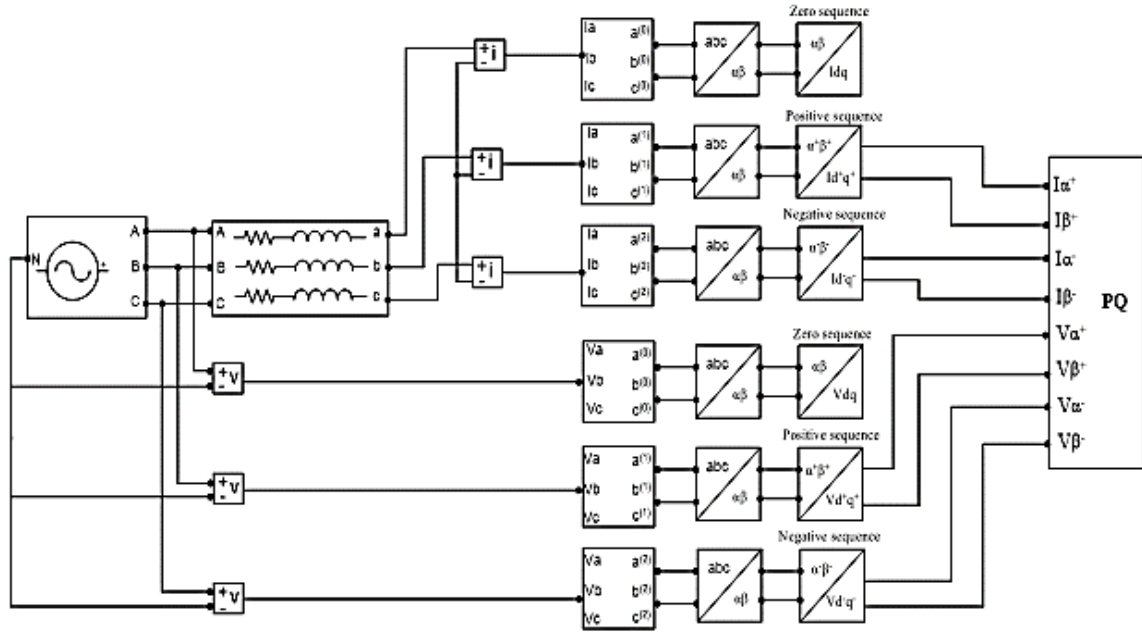 Zero sequence
Ia a(0)
Ib b(0)
Ic c(0)
abc
αβ
αβ
Idq
+
-
i
Positive sequence
Ia a(1)
Ib b(1)
Ic c(1)
abc
αβ
α+β+
Id+q+
+
-
i
Negative sequence
Ia a(2)
Ib b(2)
Ic c(2)
abc
αβ
α-β-
Id-q-
+
-
i
N
+
A
B
C
A a
B b
C c
Iα+
Iβ+
Iα-
Iβ-
Vα+
Vβ+
Vα-
Vβ-
PQ
Zero sequence
+
-
v
Va a(0)
Vb b(0)
Vc c(0)
abc
αβ
αβ
Vdq
Positive sequence
+
-
v
Va a(1)
Vb b(1)
Vc c(1)
abc
αβ
α+β+
Vd+q+
Negative sequence
+
-
v
Va a(2)
Vb b(2)
Vc c(2)
abc
αβ
α-β-
Vd-q-